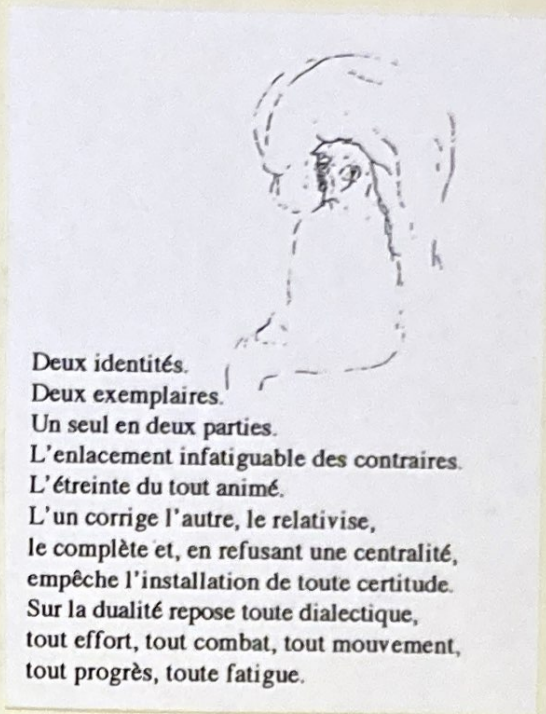 Deux identités.
Deux exemplaires.
Un seul en deux parties.
L'enlacement infatiguable des contraires.
L'étreinte du tout animé.
L'un corrige l'autre, le relativise,
le complète et, en refusant une centralité,
empêche l'installation de toute certitude.
Sur la dualité repose toute dialectique,
tout effort, tout combat, tout mouvement,
tout progrès, toute fatigue.